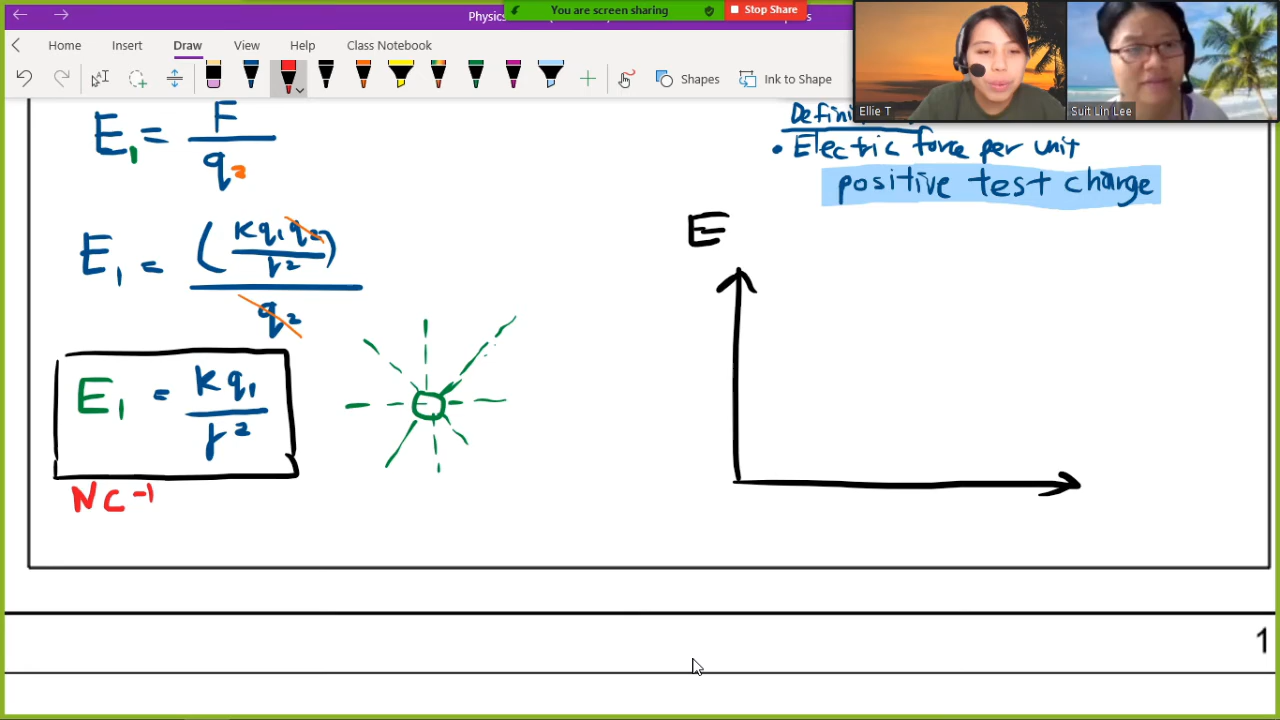 Physics
You are screen sharing
Stop Share
Home Insert Draw View Help Class Notebook
Shapes
Ink to Shape
Ellie T
Suit Lin Lee
E₁ = F / q₂
• Electric force per unit
positive test charge
E₁ = (kq₁q₂ / r²) / q₂
E₁ = kq₁ / r²
N C⁻¹
E
1